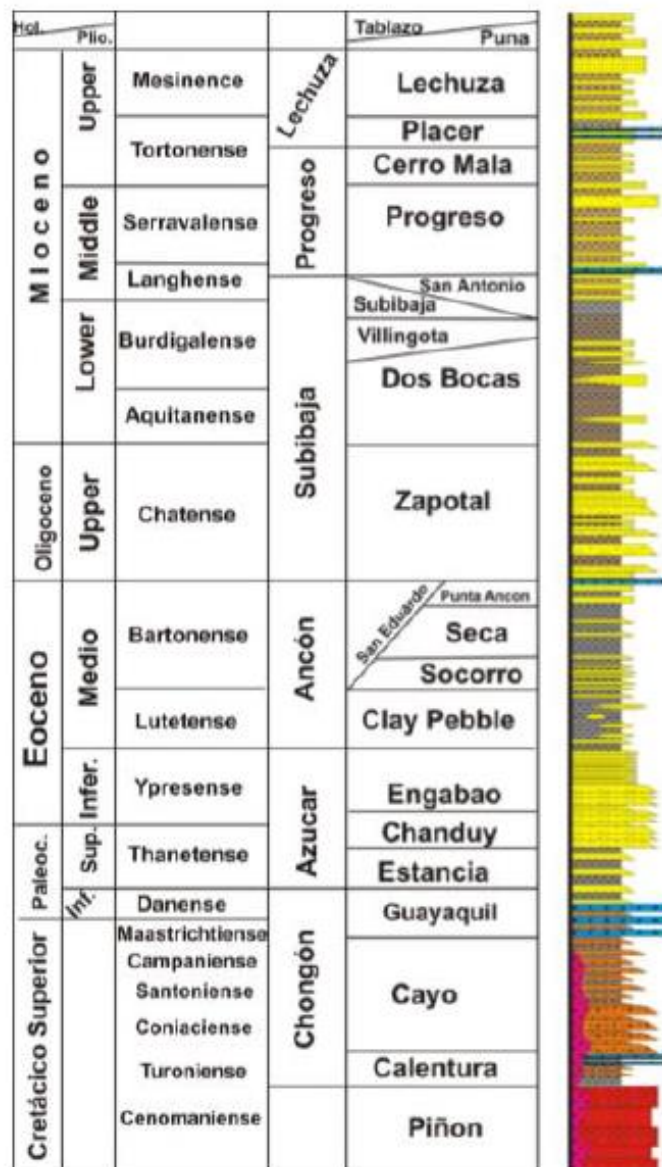 Hol. Plio. Tablazo Puna
Mioceno
Upper
Mesinence
Tortonense
Middle
Serravalense
Langhense
Lower
Burdigalense
Aquitanense
Oligoceno
Upper
Chatense
Eoceno
Medio
Bartonense
Lutetense
Infer.
Ypresense
Paleoc.
Sup.
Thanetense
Inf.
Danense
Cretácico Superior
Maastrichtiense
Campaniense
Santoniense
Coniaciense
Turoniense
Cenomaniense
Lechuza
Progreso
Subibaja
Ancón
Azucar
Chongón
Lechuza
Placer
Cerro Mala
Progreso
San Antonio
Subibaja
Villingota
Dos Bocas
Zapotal
San Eduardo
Punta Ancon
Seca
Socorro
Clay Pebble
Engabao
Chanduy
Estancia
Guayaquil
Cayo
Calentura
Piñon